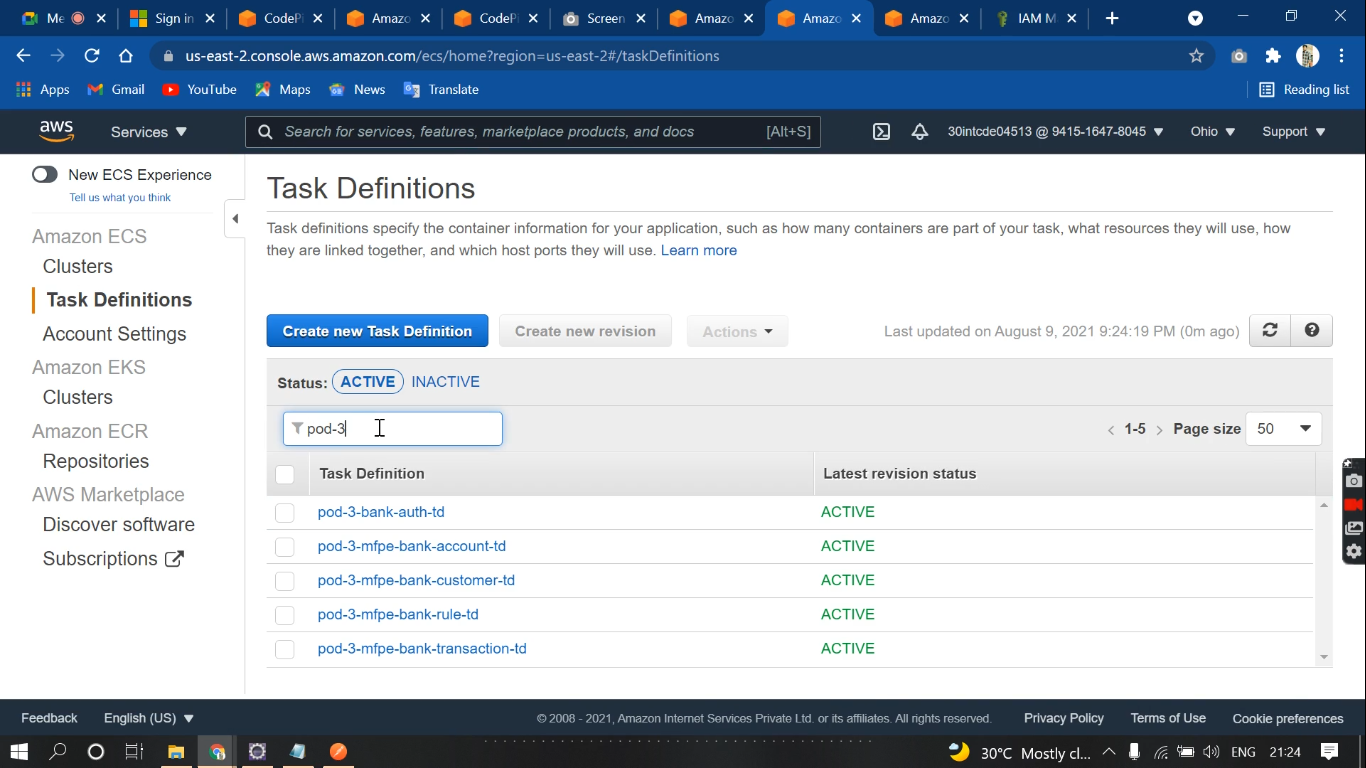 Me
Sign in
CodePi
Amazo
CodePi
Screen
Amazo
Amazo
Amazo
IAM M
us-east-2.console.aws.amazon.com/ecs/home?region=us-east-2#/taskDefinitions
Apps
Gmail
YouTube
Maps
News
Translate
Reading list
aws
Services
Search for services, features, marketplace products, and docs
[Alt+S]
30intcde04513 @ 9415-1647-8045
Ohio
Support
New ECS Experience
Tell us what you think
Amazon ECS
Clusters
Task Definitions
Account Settings
Amazon EKS
Clusters
Amazon ECR
Repositories
AWS Marketplace
Discover software
Subscriptions
Task Definitions
Task definitions specify the container information for your application, such as how many containers are part of your task, what resources they will use, how
they are linked together, and which host ports they will use. Learn more
Create new Task Definition
Create new revision
Actions
Last updated on August 9, 2021 9:24:19 PM (0m ago)
Status: ACTIVE INACTIVE
pod-3
< 1-5 > Page size 50
Task Definition
Latest revision status
pod-3-bank-auth-td
ACTIVE
pod-3-mfpe-bank-account-td
ACTIVE
pod-3-mfpe-bank-customer-td
ACTIVE
pod-3-mfpe-bank-rule-td
ACTIVE
pod-3-mfpe-bank-transaction-td
ACTIVE
Feedback
English (US)
© 2008 - 2021, Amazon Internet Services Private Ltd. or its affiliates. All rights reserved.
Privacy Policy
Terms of Use
Cookie preferences
30°C Mostly cl...
ENG
21:24